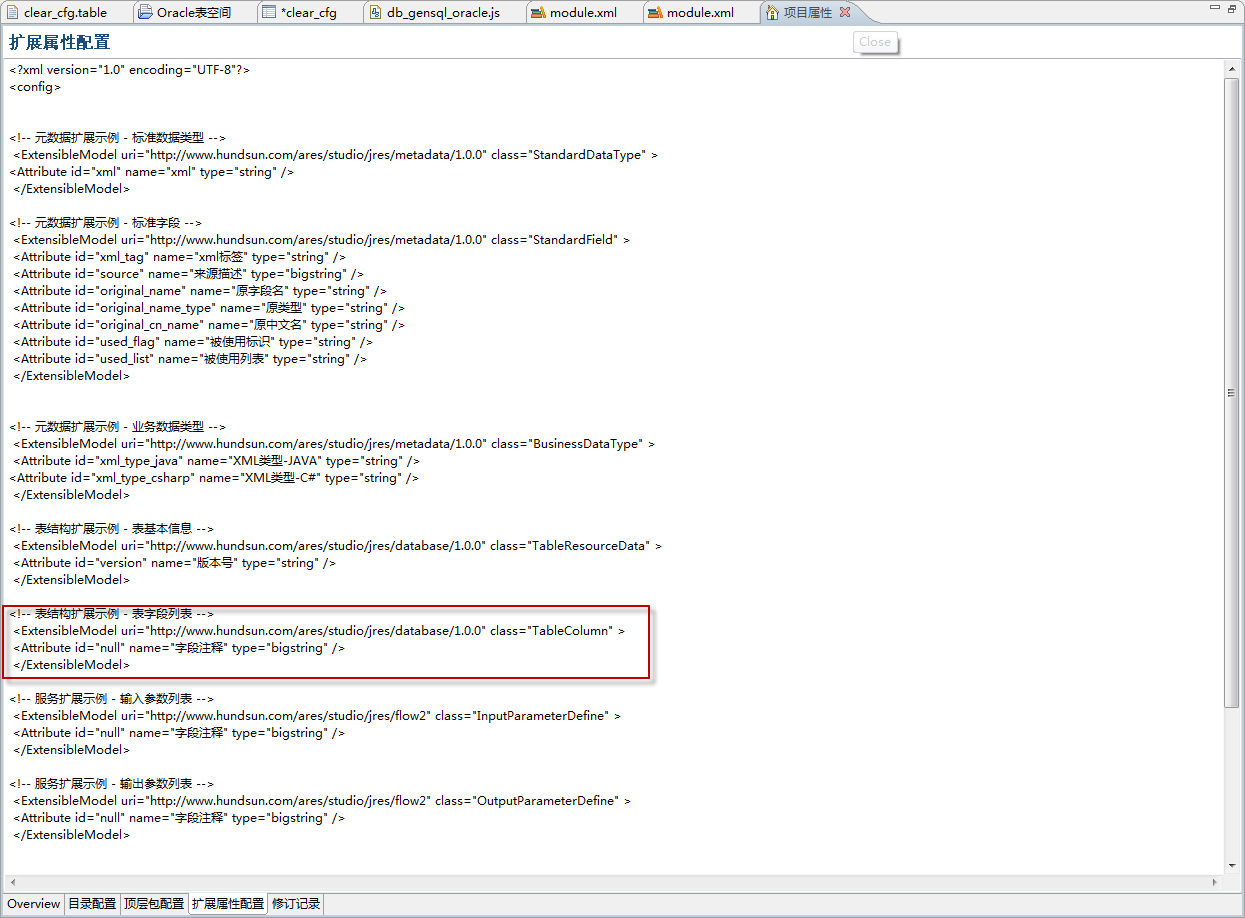 clear_cfg.table
Oracle表空间
*clear_cfg
db_gensql_oracle.js
module.xml
module.xml
项目属性
扩展属性配置
Close
<?xml version="1.0" encoding="UTF-8"?>
<config>
<!-- 元数据扩展示例 - 标准数据类型 -->
<ExtensibleModel uri="http://www.hundsun.com/ares/studio/jres/metadata/1.0.0" class="StandardDataType" >
<Attribute id="xml" name="xml" type="string" />
</ExtensibleModel>
<!-- 元数据扩展示例 - 标准字段 -->
<ExtensibleModel uri="http://www.hundsun.com/ares/studio/jres/metadata/1.0.0" class="StandardField" >
<Attribute id="xml_tag" name="xml标签" type="string" />
<Attribute id="source" name="来源描述" type="bigstring" />
<Attribute id="original_name" name="原字段名" type="string" />
<Attribute id="original_name_type" name="原类型" type="string" />
<Attribute id="original_cn_name" name="原中文名" type="string" />
<Attribute id="used_flag" name="被使用标识" type="string" />
<Attribute id="used_list" name="被使用列表" type="string" />
</ExtensibleModel>
<!-- 元数据扩展示例 - 业务数据类型 -->
<ExtensibleModel uri="http://www.hundsun.com/ares/studio/jres/metadata/1.0.0" class="BusinessDataType" >
<Attribute id="xml_type_java" name="XML类型-JAVA" type="string" />
<Attribute id="xml_type_csharp" name="XML类型-C#" type="string" />
</ExtensibleModel>
<!-- 表结构扩展示例 - 表基本信息 -->
<ExtensibleModel uri="http://www.hundsun.com/ares/studio/jres/database/1.0.0" class="TableResourceData" >
<Attribute id="version" name="版本号" type="string" />
</ExtensibleModel>
<!-- 表结构扩展示例 - 表字段列表 -->
<ExtensibleModel uri="http://www.hundsun.com/ares/studio/jres/database/1.0.0" class="TableColumn" >
<Attribute id="null" name="字段注释" type="bigstring" />
</ExtensibleModel>
<!-- 服务扩展示例 - 输入参数列表 -->
<ExtensibleModel uri="http://www.hundsun.com/ares/studio/jres/flow2" class="InputParameterDefine" >
<Attribute id="null" name="字段注释" type="bigstring" />
</ExtensibleModel>
<!-- 服务扩展示例 - 输出参数列表 -->
<ExtensibleModel uri="http://www.hundsun.com/ares/studio/jres/flow2" class="OutputParameterDefine" >
<Attribute id="null" name="字段注释" type="bigstring" />
</ExtensibleModel>
Overview
目录配置
顶层包配置
扩展属性配置
修订记录